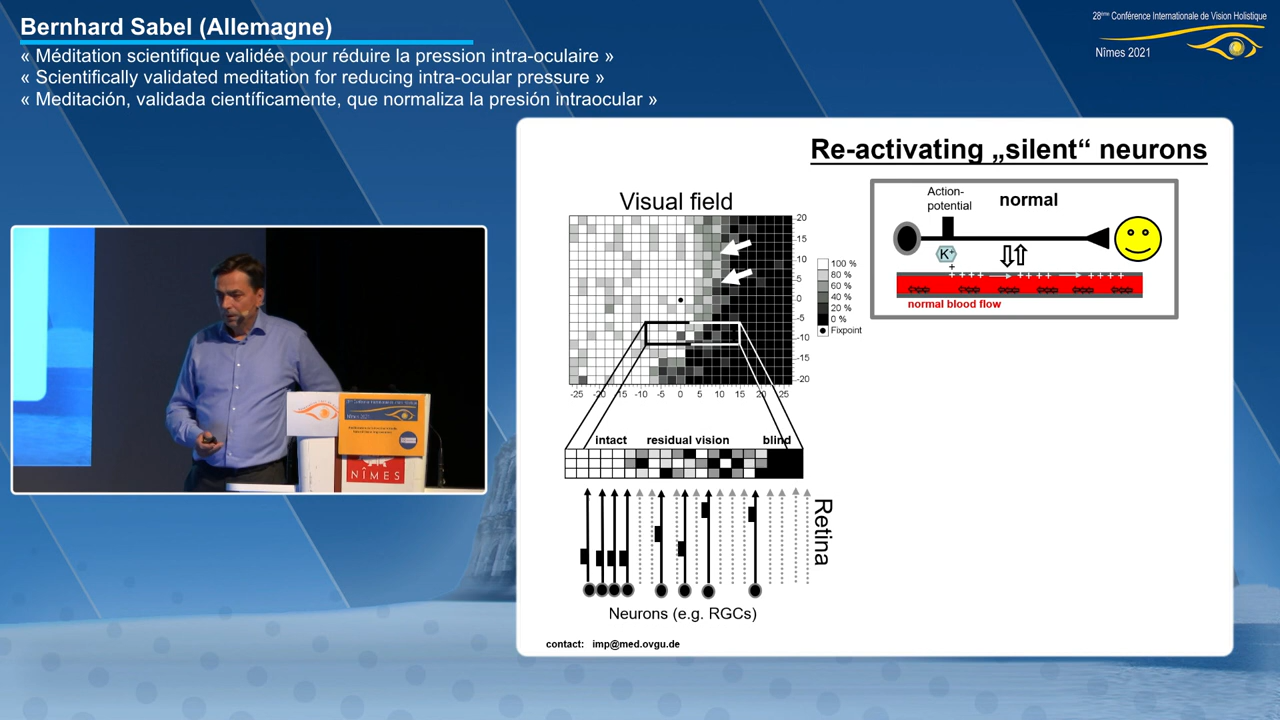 Bernhard Sabel (Allemagne)
« Méditation scientifique validée pour réduire la pression intra-oculaire »
« Scientifically validated meditation for reducing intra-ocular pressure »
« Meditación, validada científicamente, que normaliza la presión intraocular »
28ème Conférence Internationale de Vision Holistique
Nîmes 2021
Re-activating „silent“ neurons
Visual field
20
15
10
5
0
-5
-10
-15
-20
-25 -20 -15 -10 -5 0 5 10 15 20 25
100 %
80 %
60 %
40 %
20 %
0 %
Fixpoint
Action-
potential
normal
K+
+
++++ ++++ ++++
normal blood flow
intact residual vision blind
Retina
Neurons (e.g. RGCs)
contact: imp@med.ovgu.de
Nîmes 2021
NÎMES